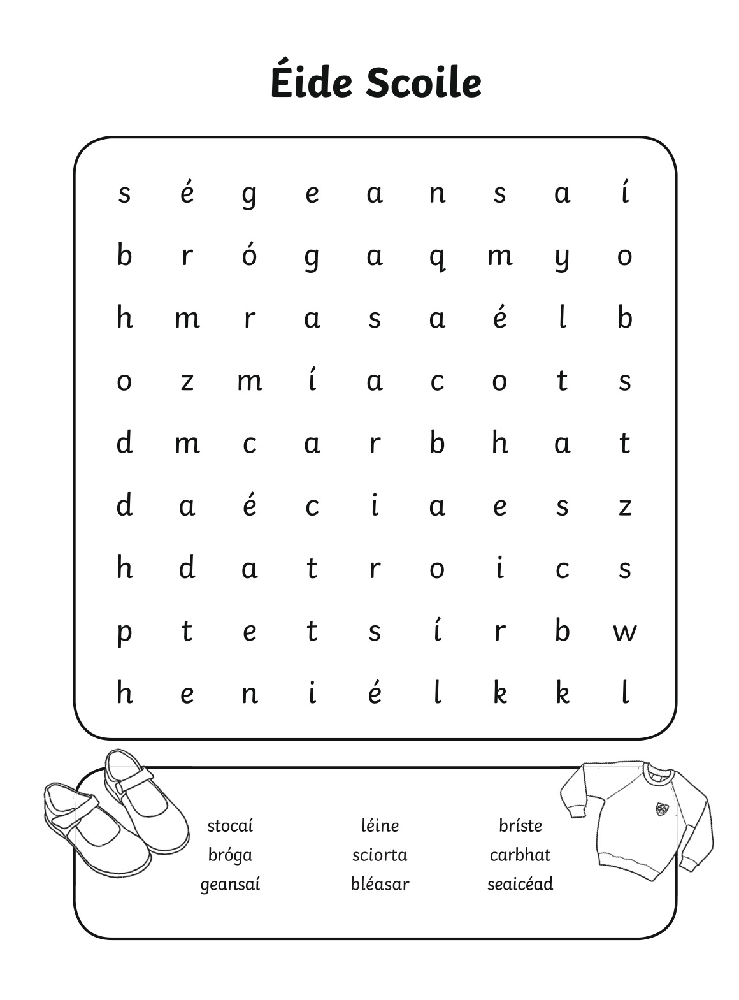 Éide Scoile
s é g e a n s a í
b r ó g a q m y o
h m r a s a é l b
o z m í a c o t s
d m c a r b h a t
d a é c i a e s z
h d a t r o i c s
p t e t s í r b w
h e n i é l k k l
stocaí léine bríste
bróga sciorta carbhat
geansaí bléasar seaicéad